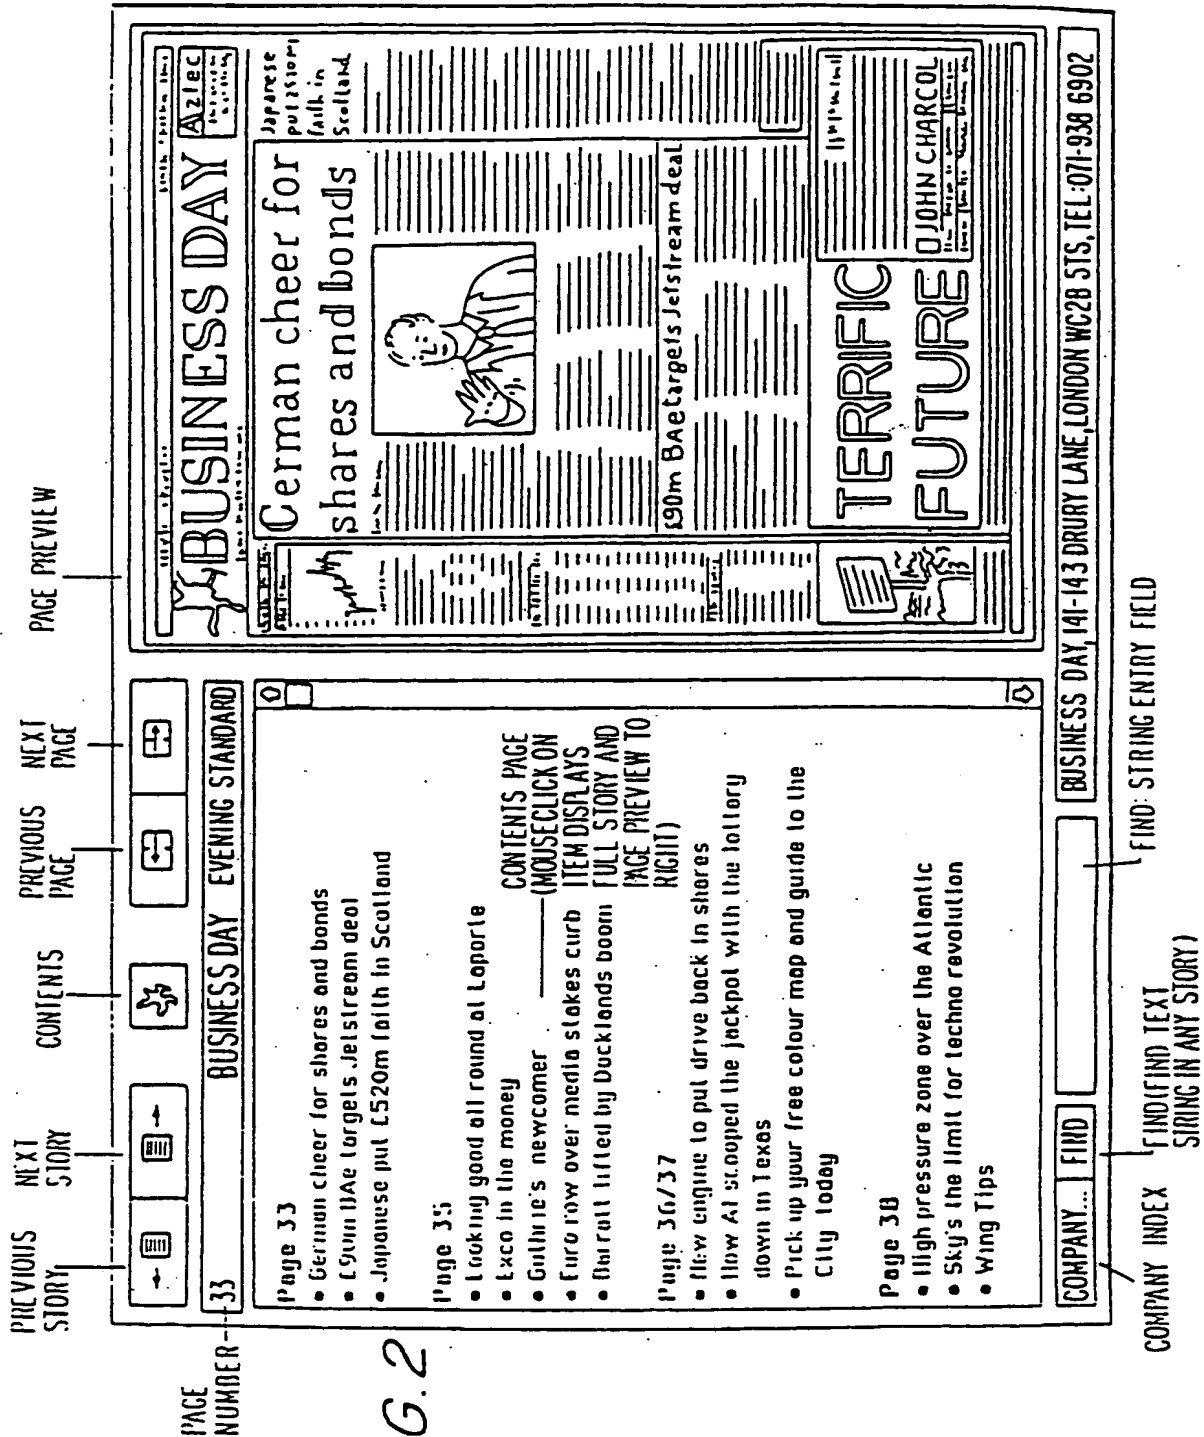 PREVIOUS
STORY
NEXT
STORY
CONTENTS
PREVIOUS
PAGE
NEXT
PAGE
PAGE PREVIEW
PAGE
NUMBER
33
BUSINESS DAY EVENING STANDARD
Page 33
• German cheer for shares and bonds
• £90m BAe targets Jetstream deal
• Japanese put £520m faith in Scotland
Page 35
• Looking good all round at Laporte
• Exco in the money
• Guthrie's newcomer
• Euro row over media stakes curb
• Barratt lifted by Docklands boom
CONTENTS PAGE
(MOUSECLICK ON
ITEM DISPLAYS
FULL STORY AND
PAGE PREVIEW TO
RIGHT)
Page 36/37
• New engine to put drive back in shares
• How AI scooped the jackpot with the lottery
down in Texas
• Pick up your free colour map and guide to the
City today
Page 38
• High pressure zone over the Atlantic
• Sky's the limit for techno revolution
• Wing Tips
BUSINESS DAY
Aztec
German cheer for
shares and bonds
Japanese
put £520m
faith in
Scotland
£90m BAe targets Jetstream deal
TERRIFIC
FUTURE
JOHN CHARCOL
COMPANY... FIND
BUSINESS DAY, 141-143 DRURY LANE, LONDON WC2B 5TS, TEL: 071-938 6902
COMPANY INDEX
FIND (FIND TEXT
STRING IN ANY STORY)
FIND: STRING ENTRY FIELD
G.2